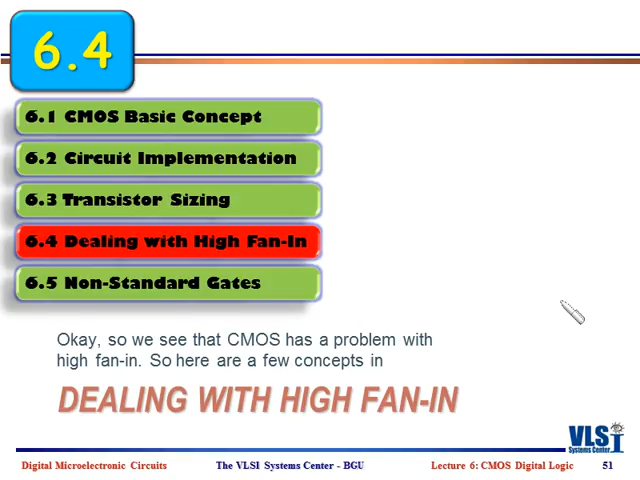 6.4
6.1 CMOS Basic Concept
6.2 Circuit Implementation
6.3 Transistor Sizing
6.4 Dealing with High Fan-In
6.5 Non-Standard Gates
Okay, so we see that CMOS has a problem with
high fan-in. So here are a few concepts in
DEALING WITH HIGH FAN-IN
VLSI
Systems Center
Digital Microelectronic Circuits
The VLSI Systems Center - BGU
Lecture 6: CMOS Digital Logic
51